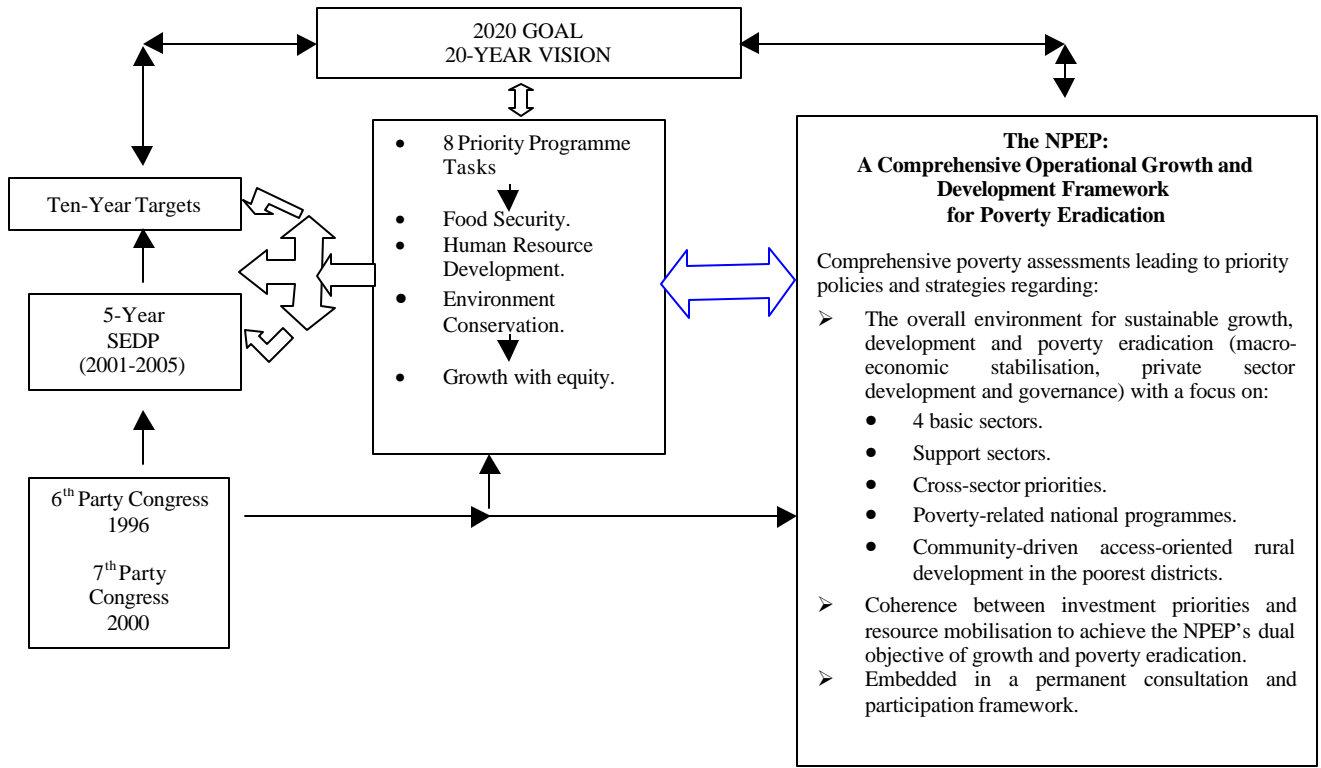 2020 GOAL
20-YEAR VISION
Ten-Year Targets
5-Year
SEDP
(2001-2005)
6th Party Congress
1996
7th Party
Congress
2000
• 8 Priority Programme
Tasks
• Food Security.
• Human Resource
Development.
• Environment
Conservation.
• Growth with equity.
The NPEP:
A Comprehensive Operational Growth and
Development Framework
for Poverty Eradication
Comprehensive poverty assessments leading to priority
policies and strategies regarding:
➢ The overall environment for sustainable growth,
development and poverty eradication (macro-
economic stabilisation, private sector
development and governance) with a focus on:
• 4 basic sectors.
• Support sectors.
• Cross-sector priorities.
• Poverty-related national programmes.
• Community-driven access-oriented rural
development in the poorest districts.
➢ Coherence between investment priorities and
resource mobilisation to achieve the NPEP’s dual
objective of growth and poverty eradication.
➢ Embedded in a permanent consultation and
participation framework.